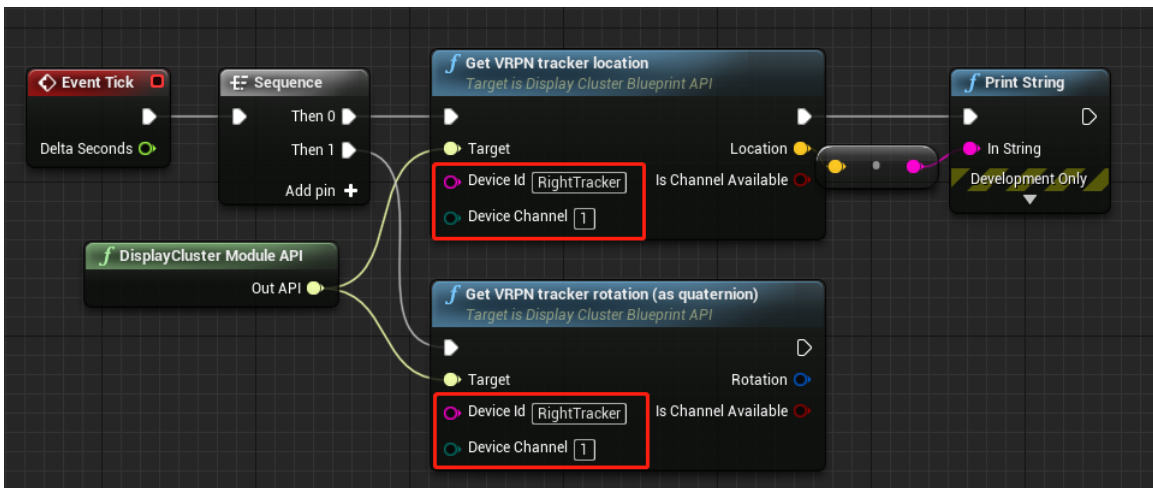 Event Tick
Delta Seconds
Sequence
Then 0
Then 1
Add pin
DisplayCluster Module API
Out API
f Get VRPN tracker location
Target is Display Cluster Blueprint API
Target
Location
Device Id RightTracker
Is Channel Available
Device Channel 1
f Print String
In String
Development Only
f Get VRPN tracker rotation (as quaternion)
Target is Display Cluster Blueprint API
Target
Rotation
Device Id RightTracker
Is Channel Available
Device Channel 1